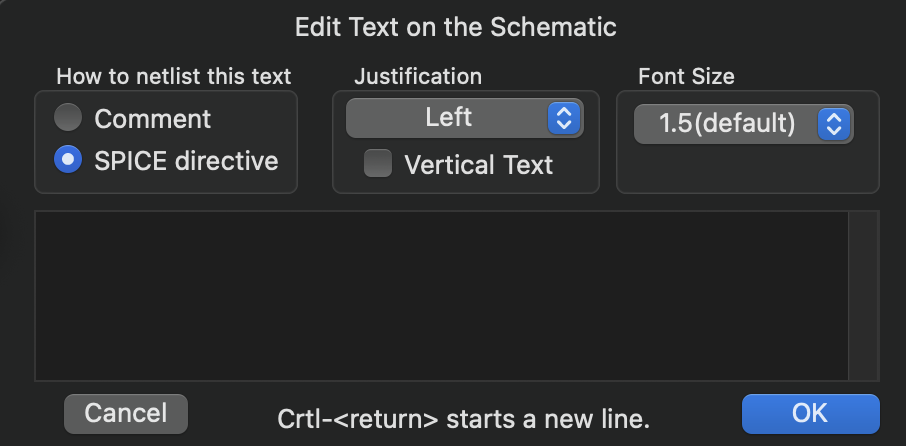 Edit Text on the Schematic
How to netlist this text
Comment
SPICE directive
Justification
Left
Vertical Text
Font Size
1.5(default)
Cancel
Crtl-<return> starts a new line.
OK